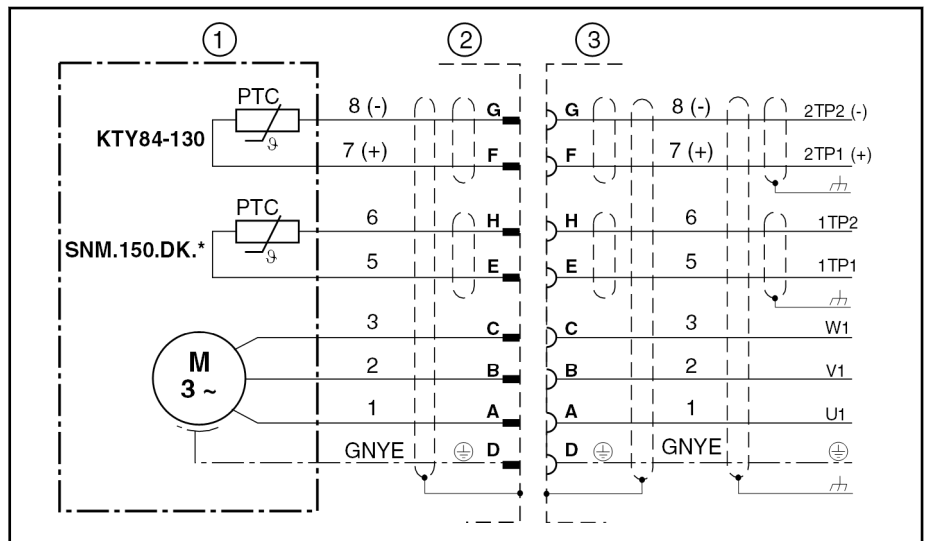 1 2 3
PTC 8 (-) G G 8 (-) 2TP2 (-)
KTY84-130 ϑ
7 (+) F F 7 (+) 2TP1 (+)
PTC 6 H H 6 1TP2
SNM.150.DK.* ϑ
5 E E 5 1TP1
3 C C 3 W1
M 2 B B 2 V1
3 ~
1 A A 1 U1
GNYE D D GNYE